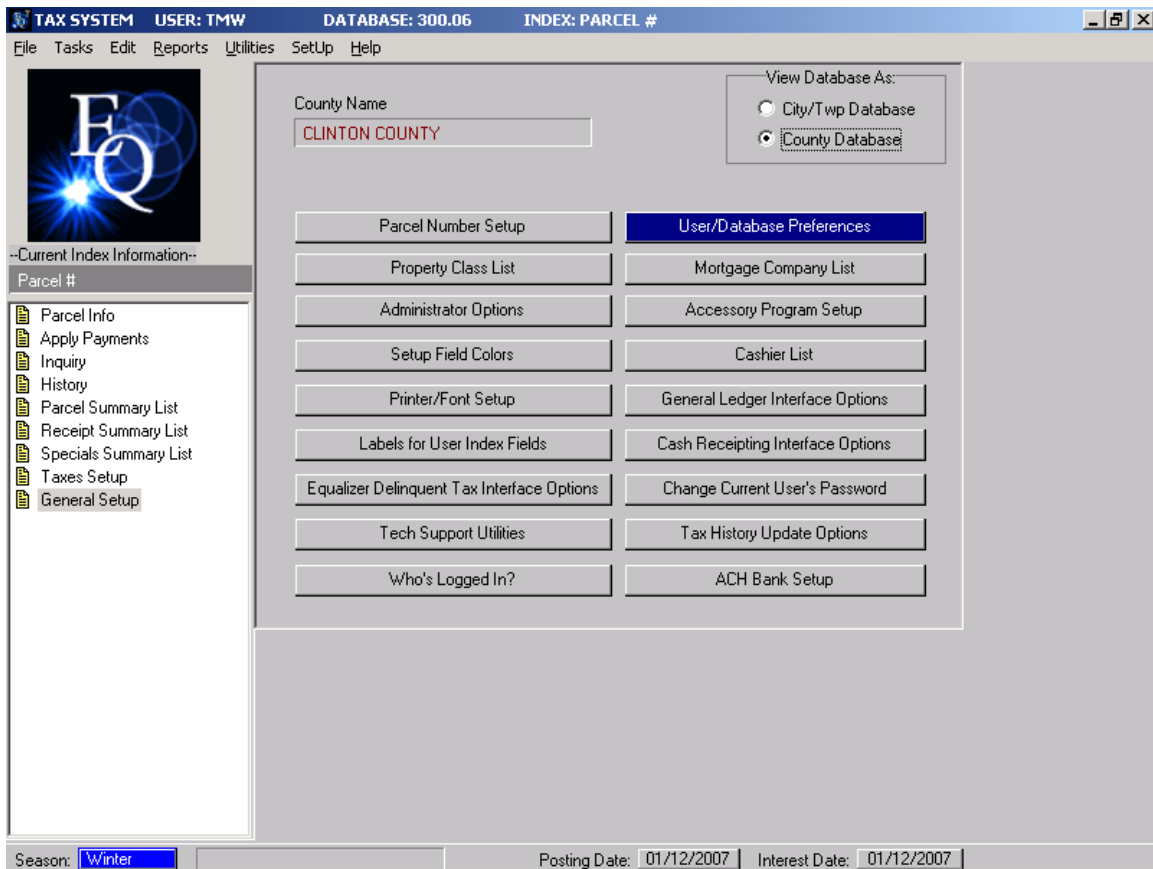 TAX SYSTEM USER: TMW DATABASE: 300.06 INDEX: PARCEL #
File Tasks Edit Reports Utilities SetUp Help
EQ
--Current Index Information--
Parcel #
Parcel Info
Apply Payments
Inquiry
History
Parcel Summary List
Receipt Summary List
Specials Summary List
Taxes Setup
General Setup
County Name
CLINTON COUNTY
View Database As:
City/Twp Database
County Database
Parcel Number Setup User/Database Preferences
Property Class List Mortgage Company List
Administrator Options Accessory Program Setup
Setup Field Colors Cashier List
Printer/Font Setup General Ledger Interface Options
Labels for User Index Fields Cash Receipting Interface Options
Equalizer Delinquent Tax Interface Options Change Current User's Password
Tech Support Utilities Tax History Update Options
Who's Logged In? ACH Bank Setup
Season: Winter Posting Date: 01/12/2007 Interest Date: 01/12/2007